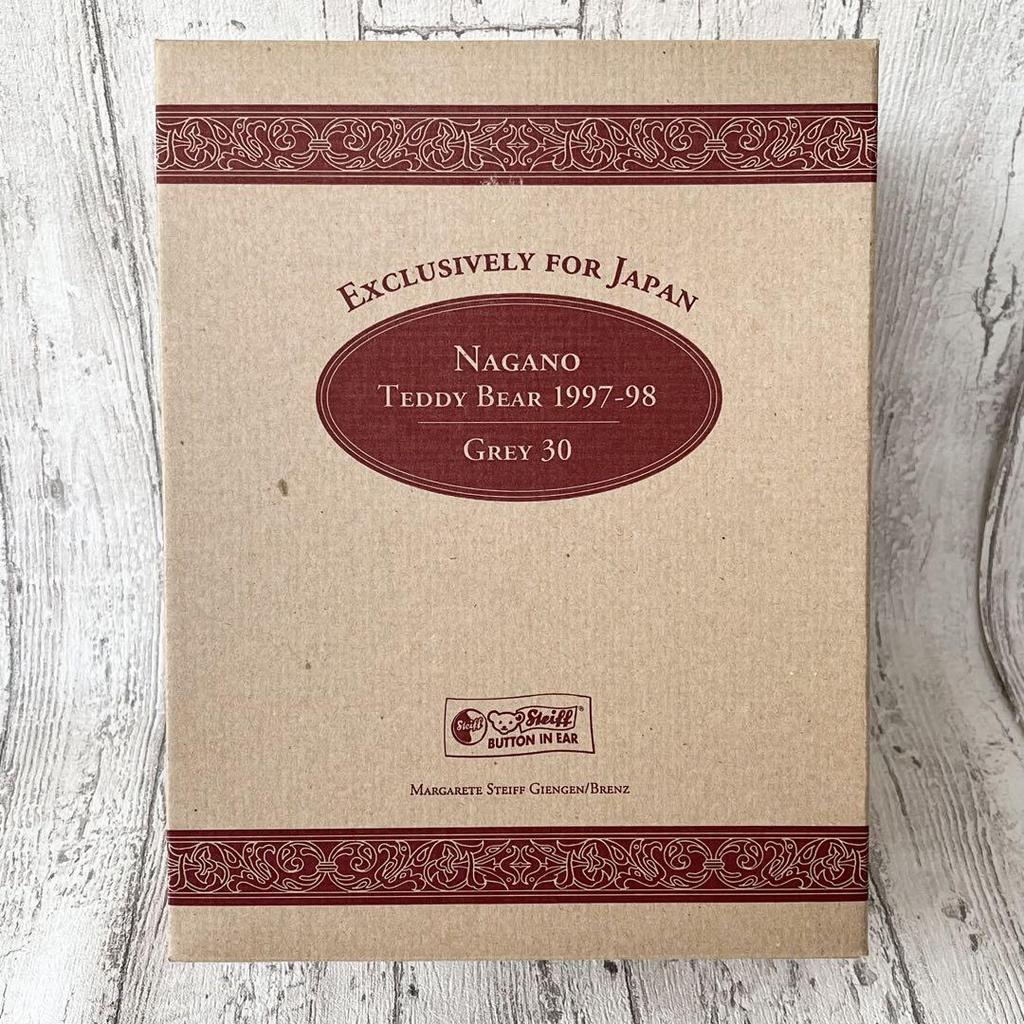 Exclusively for Japan
Nagano
Teddy Bear 1997-98
Grey 30
Steiff
Steiff®
BUTTON IN EAR
Margarete Steiff Giengen/Brenz